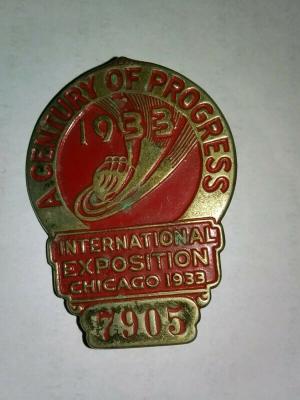 A CENTURY OF PROGRESS
1933
INTERNATIONAL
EXPOSITION
CHICAGO 1933
7905